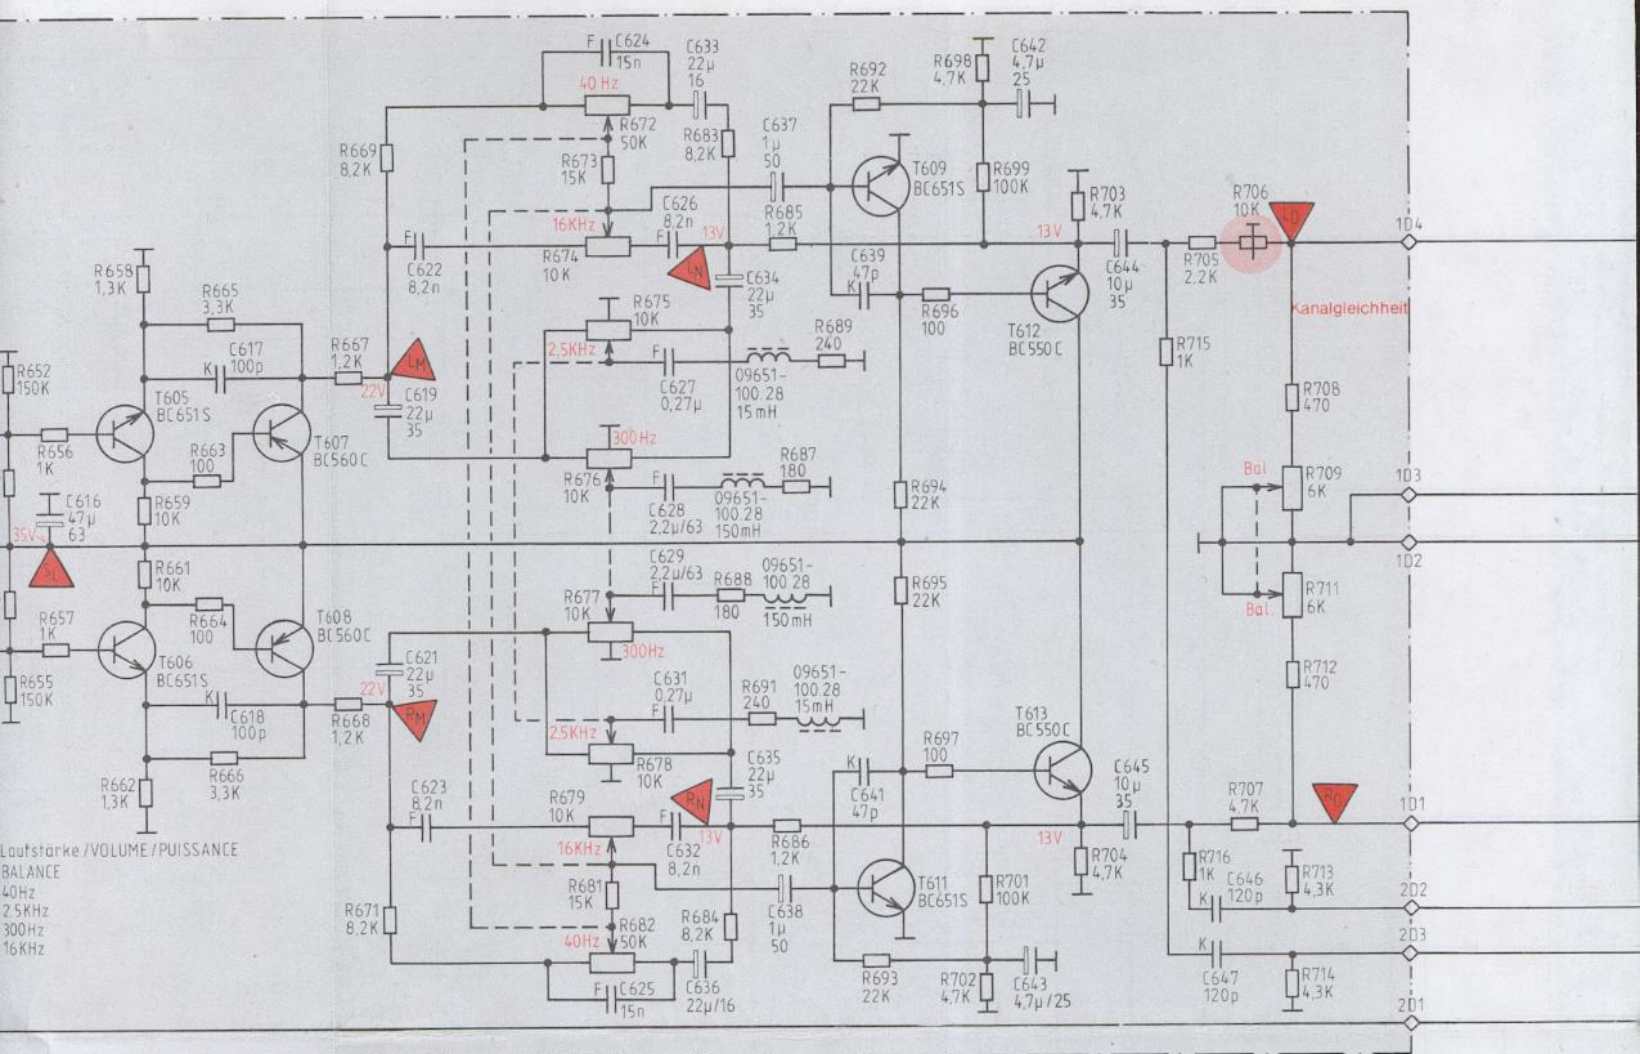 F C624
15n
C633
22µ
16
40 Hz
R672
50K
R669
8,2K
R673
15K
R683
8,2K
C637
1µ
50
R692
22K
R698
4,7K
C642
4,7µ
25
T609
BC651S
R699
100K
R703
4,7K
R706
10K
LO
1D4
16KHz
C626
8,2n
F
13V
R685
1,2K
13V
F
C622
8,2n
R674
10K
LN
C634
22µ
35
C639
47p
K
R696
100
T612
BC550C
C644
10µ
35
R705
2.2K
Kanalgleichheit
R658
1,3K
R665
3,3K
R675
10K
R689
240
R715
1K
K C617
100p
R667
1,2K
LM
2,5KHz
F
C627
0,27µ
09651-
100.28
15mH
R652
150K
22V
C619
22µ
35
T605
BC651S
R708
470
R656
1K
R663
100
T607
BC560C
300Hz
R676
10K
R687
180
F
C628
2,2µ/63
09651-
100.28
150mH
Bal
R709
6K
1D3
C616
47µ
63
R659
10K
R694
22K
35V
SL
1D2
R661
10K
C629
2,2µ/63
F
R688
180
09651-
100.28
150mH
R695
22K
R711
6K
Bal.
R657
1K
R664
100
T608
BC560C
R677
10K
300Hz
T606
BC651S
R655
150K
C621
22µ
35
22V
RM
K
C618
100p
R668
1,2K
C631
0,27µ
F
R691
240
09651-
100.28
15mH
R712
470
2,5KHz
R678
10K
T613
BC550C
R697
100
R662
1,3K
R666
3,3K
C623
8,2n
F
R679
10K
RN
C635
22µ
35
K
C641
47p
C645
10µ
35
R707
4,7K
RO
1D1
16KHz
F
C632
8,2n
13V
R686
1,2K
13V
R704
4,7K
Lautstärke/VOLUME/PUISSANCE
BALANCE
40Hz
2,5KHz
300Hz
16KHz
R681
15K
T611
BC651S
R701
100K
R716
1K
K
C646
120p
R713
4,3K
2D2
R671
8,2K
R682
50K
40Hz
R684
8,2K
C638
1µ
50
K
C647
120p
2D3
F C625
15n
C636
22µ/16
R693
22K
R702
4,7K
C643
4,7µ/25
R714
4,3K
2D1